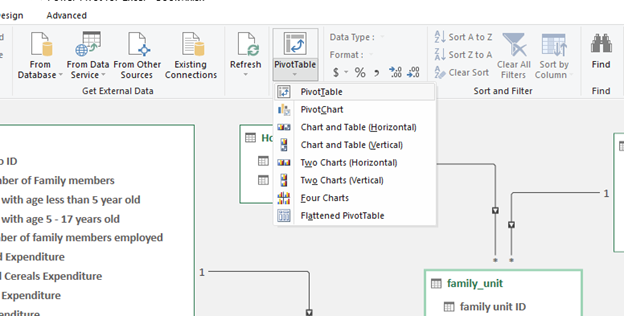 esign
Advanced
From
Database
From Data
Service
From Other
Sources
Existing
Connections
Get External Data
Refresh
PivotTable
Data Type :
Format :
$ % , .00 .00
Sort A to Z
Sort Z to A
Clear Sort
Clear All
Filters
Sort by
Column
Sort and Filter
Find
Find
PivotTable
PivotChart
Chart and Table (Horizontal)
Chart and Table (Vertical)
Two Charts (Horizontal)
Two Charts (Vertical)
Four Charts
Flattened PivotTable
Ho
ID
ber of Family members
with age less than 5 year old
with age 5 - 17 years old
ber of family members employed
Expenditure
Cereals Expenditure
Expenditure
1
1
* *
family_unit
family unit ID